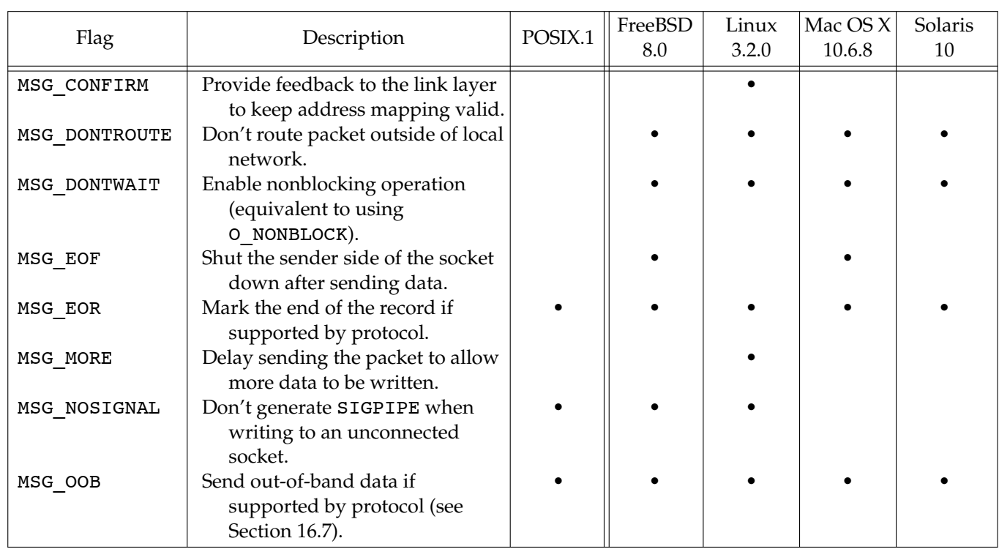 Flag Description POSIX.1 FreeBSD 8.0 Linux 3.2.0 Mac OS X 10.6.8 Solaris 10
MSG_CONFIRM Provide feedback to the link layer •
to keep address mapping valid.
MSG_DONTROUTE Don’t route packet outside of local • • • •
network.
MSG_DONTWAIT Enable nonblocking operation • • • •
(equivalent to using
O_NONBLOCK).
MSG_EOF Shut the sender side of the socket • •
down after sending data.
MSG_EOR Mark the end of the record if • • • • •
supported by protocol.
MSG_MORE Delay sending the packet to allow •
more data to be written.
MSG_NOSIGNAL Don’t generate SIGPIPE when • • •
writing to an unconnected
socket.
MSG_OOB Send out-of-band data if • • • • •
supported by protocol (see
Section 16.7).